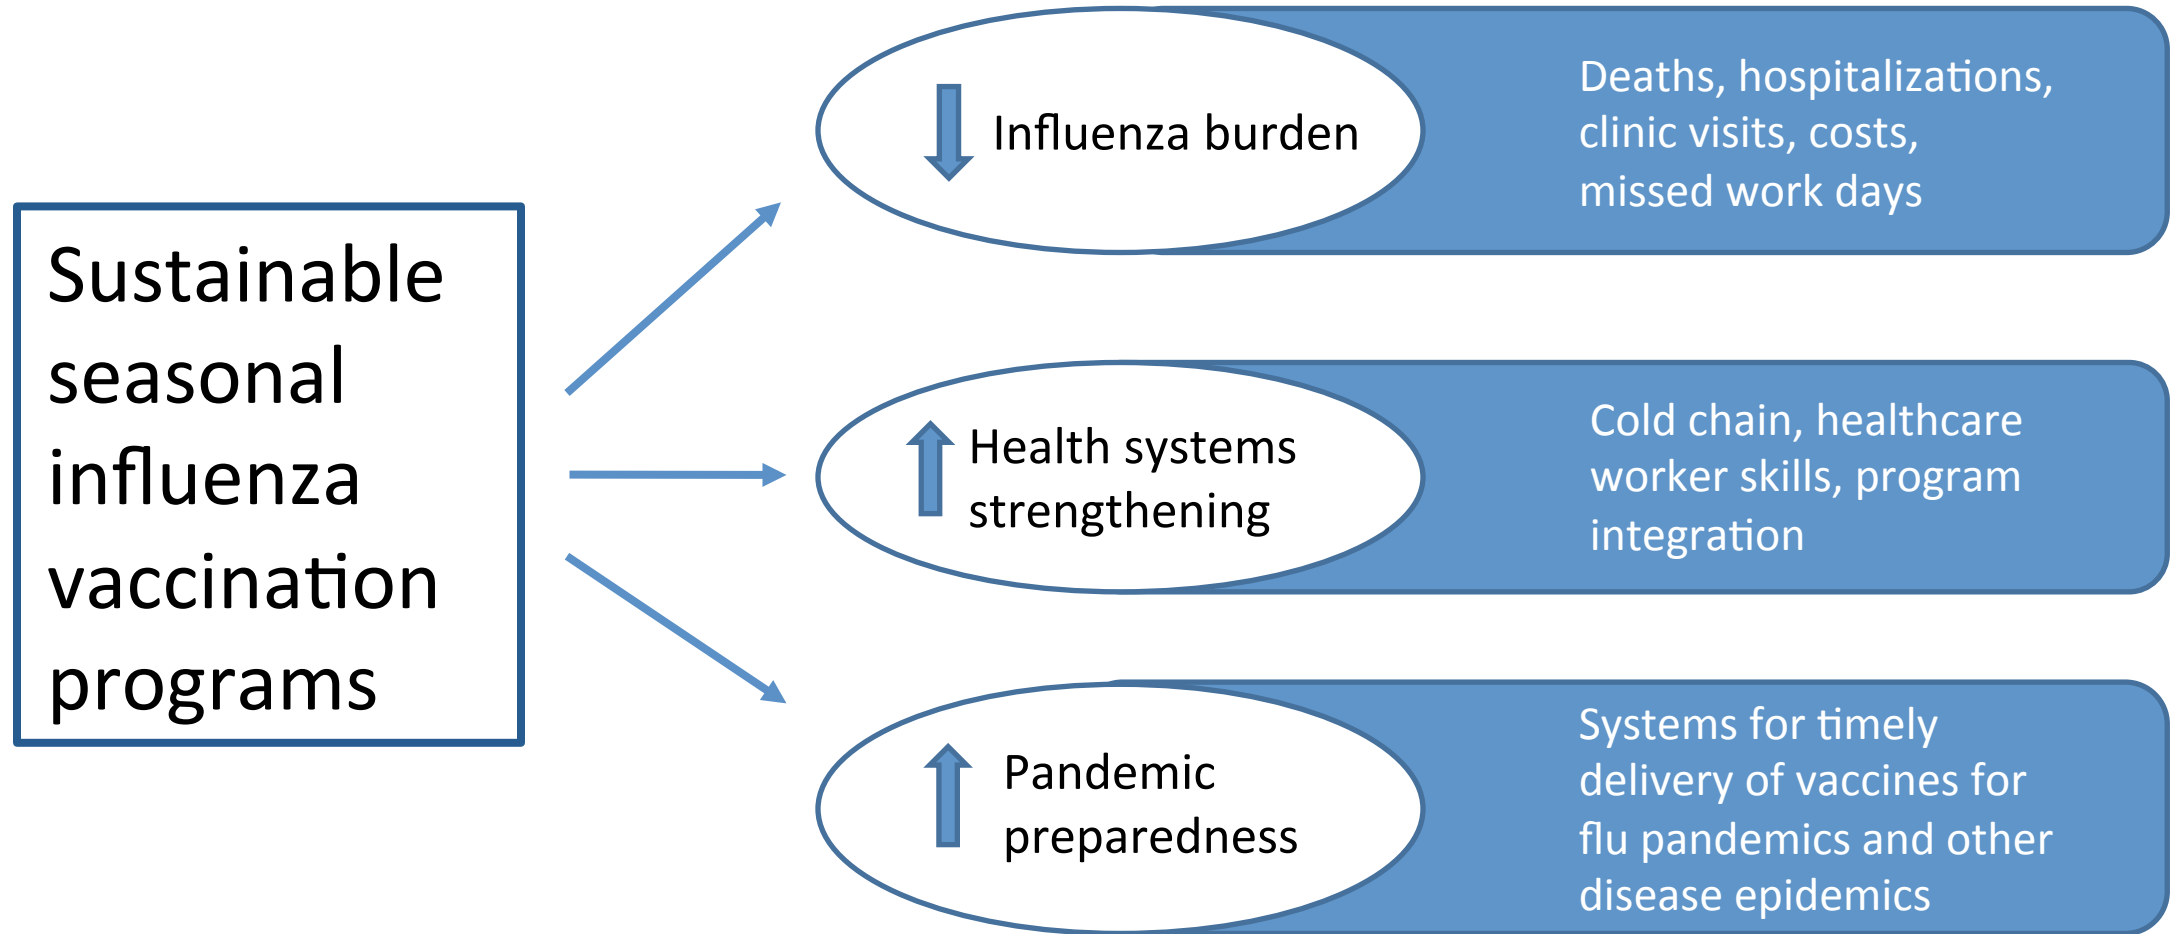 Sustainable
seasonal
influenza
vaccination
programs
Influenza burden
Deaths, hospitalizations,
clinic visits, costs,
missed work days
Health systems
strengthening
Cold chain, healthcare
worker skills, program
integration
Pandemic
preparedness
Systems for timely
delivery of vaccines for
flu pandemics and other
disease epidemics